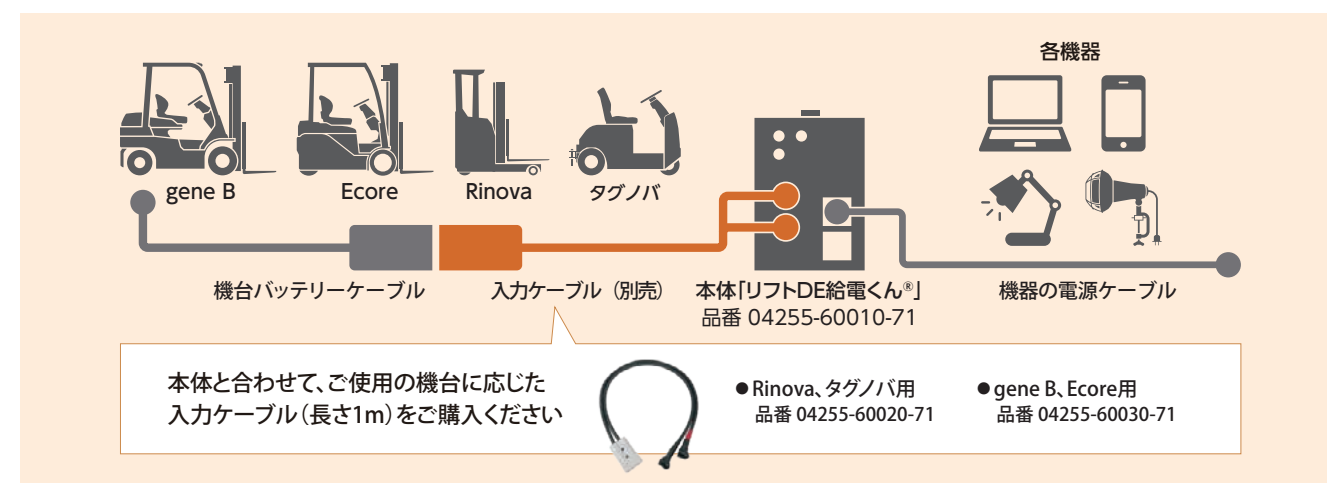 各機器
gene B
Ecore
Rinova
タグノバ
機台バッテリーケーブル
入力ケーブル（別売）
本体「リフトDE給電くん®」
品番 04255-60010-71
機器の電源ケーブル
本体と合わせて、ご使用の機台に応じた
入力ケーブル（長さ1m）をご購入ください
●Rinova、タグノバ用
品番 04255-60020-71
●gene B、Ecore用
品番 04255-60030-71